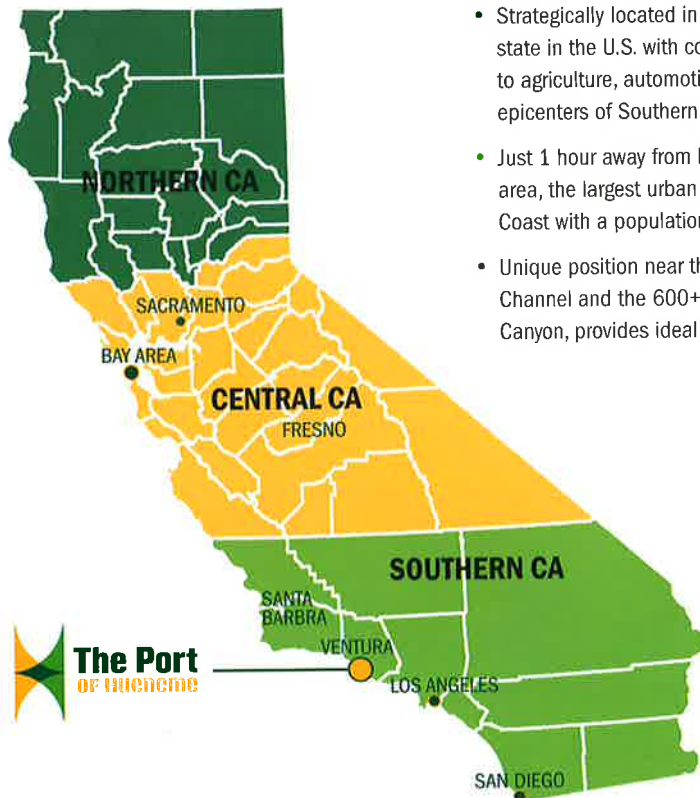 • Strategically located in
state in the U.S. with co
to agriculture, automoti
epicenters of Southern
• Just 1 hour away from
area, the largest urban
Coast with a population
• Unique position near th
Channel and the 600+
Canyon, provides ideal
NORTHERN CA
SACRAMENTO
BAY AREA
CENTRAL CA
FRESNO
SOUTHERN CA
SANTA
BARBRA
VENTURA
The Port
OF HUENEME
LOS ANGELES
SAN DIEGO